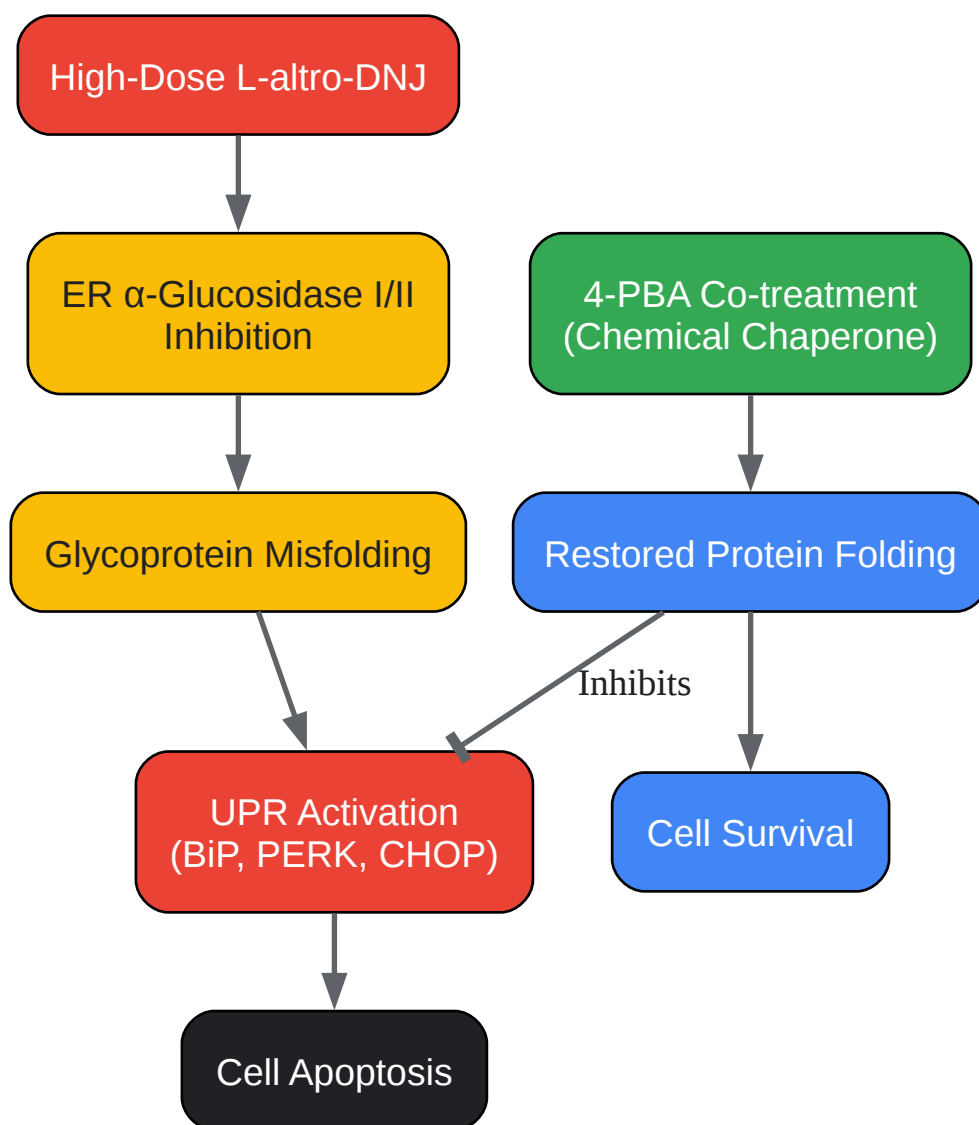 High-Dose L-altro-DNJ
ER α-Glucosidase I/II
Inhibition
4-PBA Co-treatment
(Chemical Chaperone)
Glycoprotein Misfolding
Restored Protein Folding
Inhibits
UPR Activation
(BiP, PERK, CHOP)
Cell Survival
Cell Apoptosis